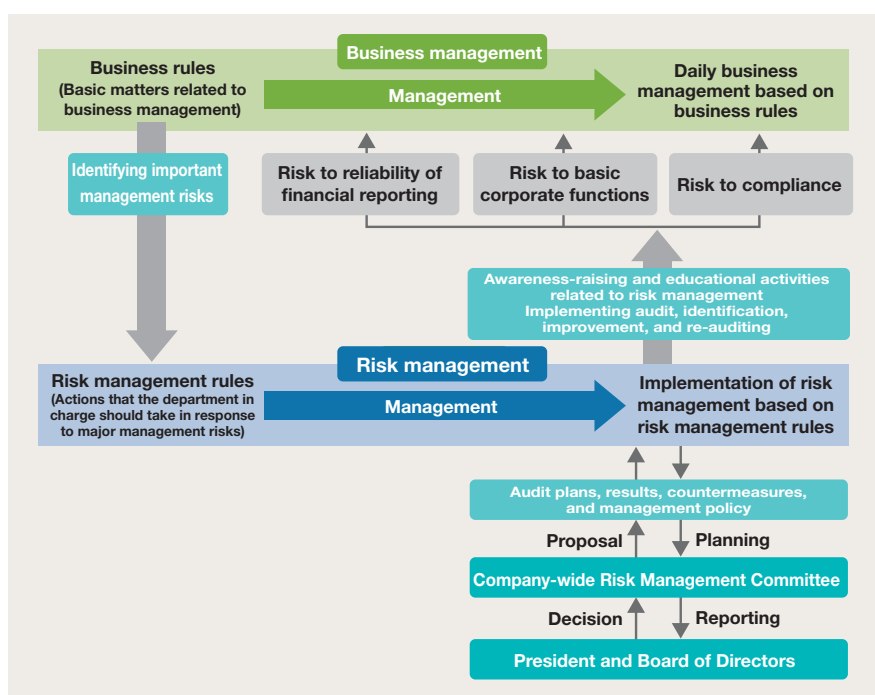 Business management
Business rules
(Basic matters related to
business management)
Management
Daily business
management based on
business rules
Identifying important
management risks
Risk to reliability of
financial reporting
Risk to basic
corporate functions
Risk to compliance
Awareness-raising and educational activities
related to risk management
Implementing audit, identification,
improvement, and re-auditing
Risk management
Risk management rules
(Actions that the department in
charge should take in response
to major management risks)
Management
Implementation of risk
management based on
risk management rules
Audit plans, results, countermeasures,
and management policy
Proposal
Planning
Company-wide Risk Management Committee
Decision
Reporting
President and Board of Directors